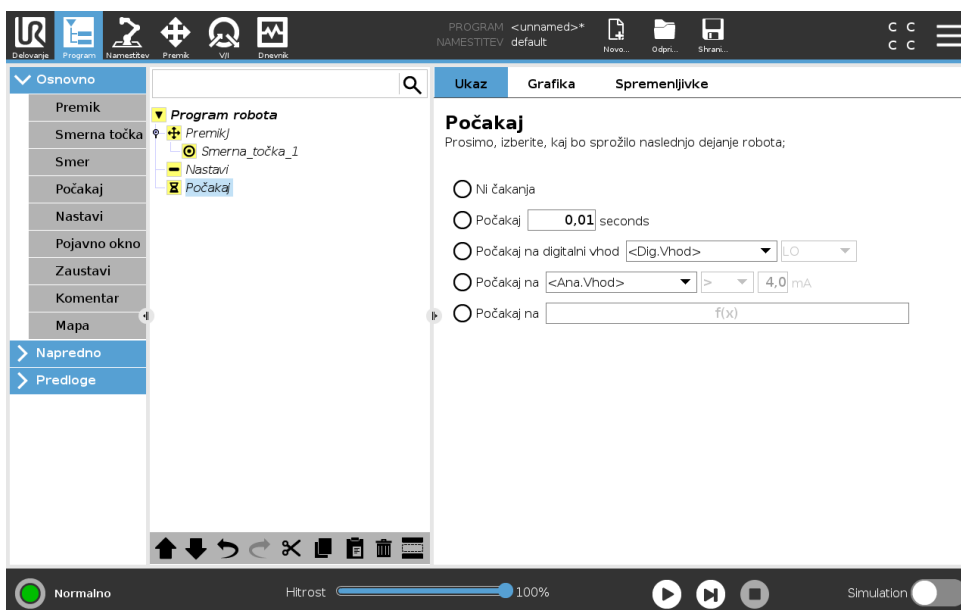 PROGRAM <unnamed>*
NAMESTITEV default
Delovanje Program Namestitev Premik V/I Dnevnik Novo... Odpri... Shrani...
C C
C C
Osnovno
Premik
Smerna točka
Smer
Počakaj
Nastavi
Pojavno okno
Zaustavi
Komentar
Mapa
Napredno
Predloge
Program robota
PremikJ
Smerna_točka_1
Nastavi
Počakaj
Ukaz Grafika Spremenljivke
Počakaj
Prosimo, izberite, kaj bo sprožilo naslednjo dejanje robota;
Ni čakanja
Počakaj 0,01 seconds
Počakaj na digitalni vhod <Dig.Vhod> LO
Počakaj na <Ana.Vhod> > 4,0 mA
Počakaj na f(x)
Normalno Hitrost 100% Simulation